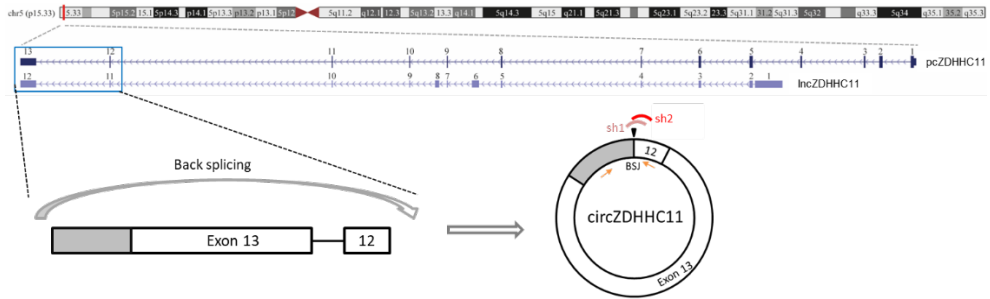 chr5 (p15.33) 5.33 5p15.2 15.1 5p14.3 p14.1 5p13.3 p13.2 p13.1 5p12 5q11.2 q12.1 12.3 5q13.2 13.3 q14.1 5q14.3 5q15 q21.1 5q21.3 5q22.2 23.3 5q31.1 31.2 5q31.3 5q32 q33.3 5q34 q35.1 35.2 q35.3
13 12 11 10 9 8 7 6 5 4 3 2 1
pcZDHHC11
12 11 10 9 8 7 6 5 4 3 2 1
lncZDHHC11
sh1 sh2
Back splicing
12
BSJ
circZDHHC11
Exon 13 12
Exon 13